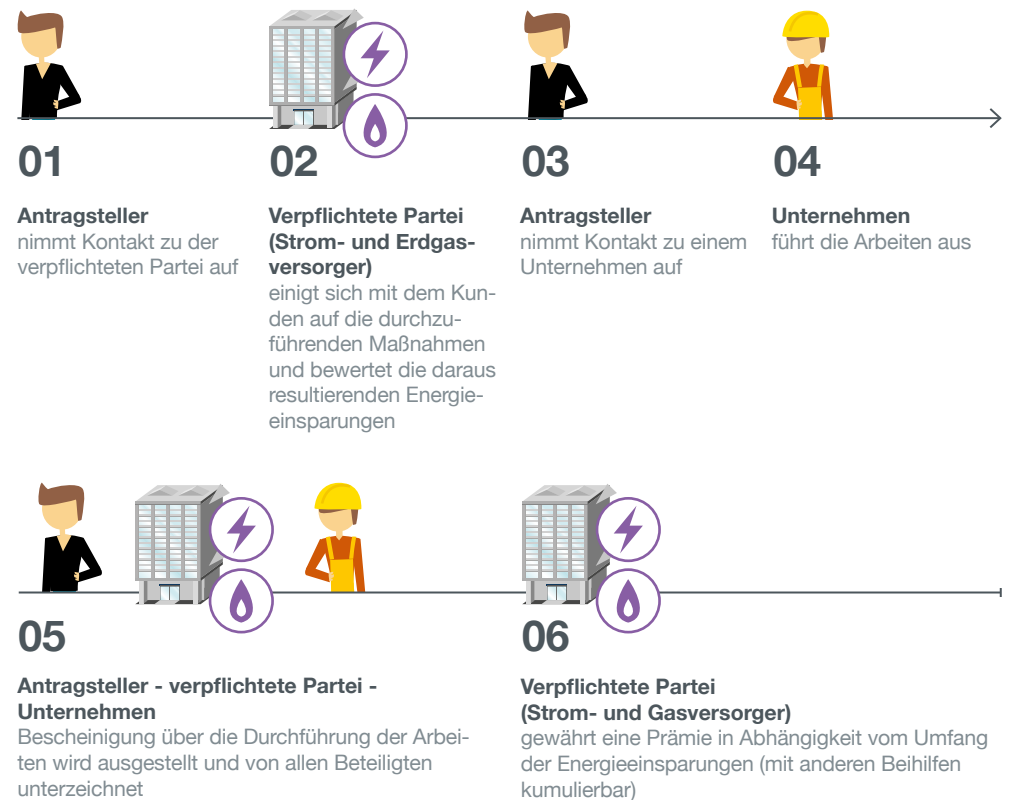 01
Antragsteller
nimmt Kontakt zu der
verpflichteten Partei auf
02
Verpflichtete Partei
(Strom- und Erdgas-
versorger)
einigt sich mit dem Kun-
den auf die durchzu-
führenden Maßnahmen
und bewertet die daraus
resultierenden Energie-
einsparungen
03
Antragsteller
nimmt Kontakt zu einem
Unternehmen auf
04
Unternehmen
führt die Arbeiten aus
05
Antragsteller - verpflichtete Partei -
Unternehmen
Bescheinigung über die Durchführung der Arbei-
ten wird ausgestellt und von allen Beteiligten
unterzeichnet
06
Verpflichtete Partei
(Strom- und Gasversorger)
gewährt eine Prämie in Abhängigkeit vom Umfang
der Energieeinsparungen (mit anderen Beihilfen
kumulierbar)